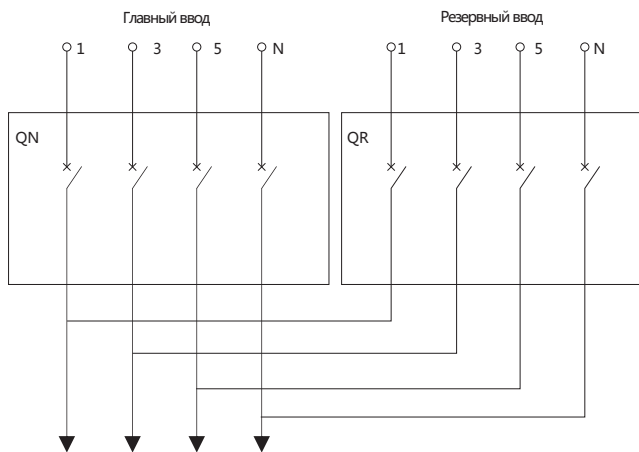 Главный ввод
Резервный ввод
1 3 5 N
1 3 5 N
QN
QR